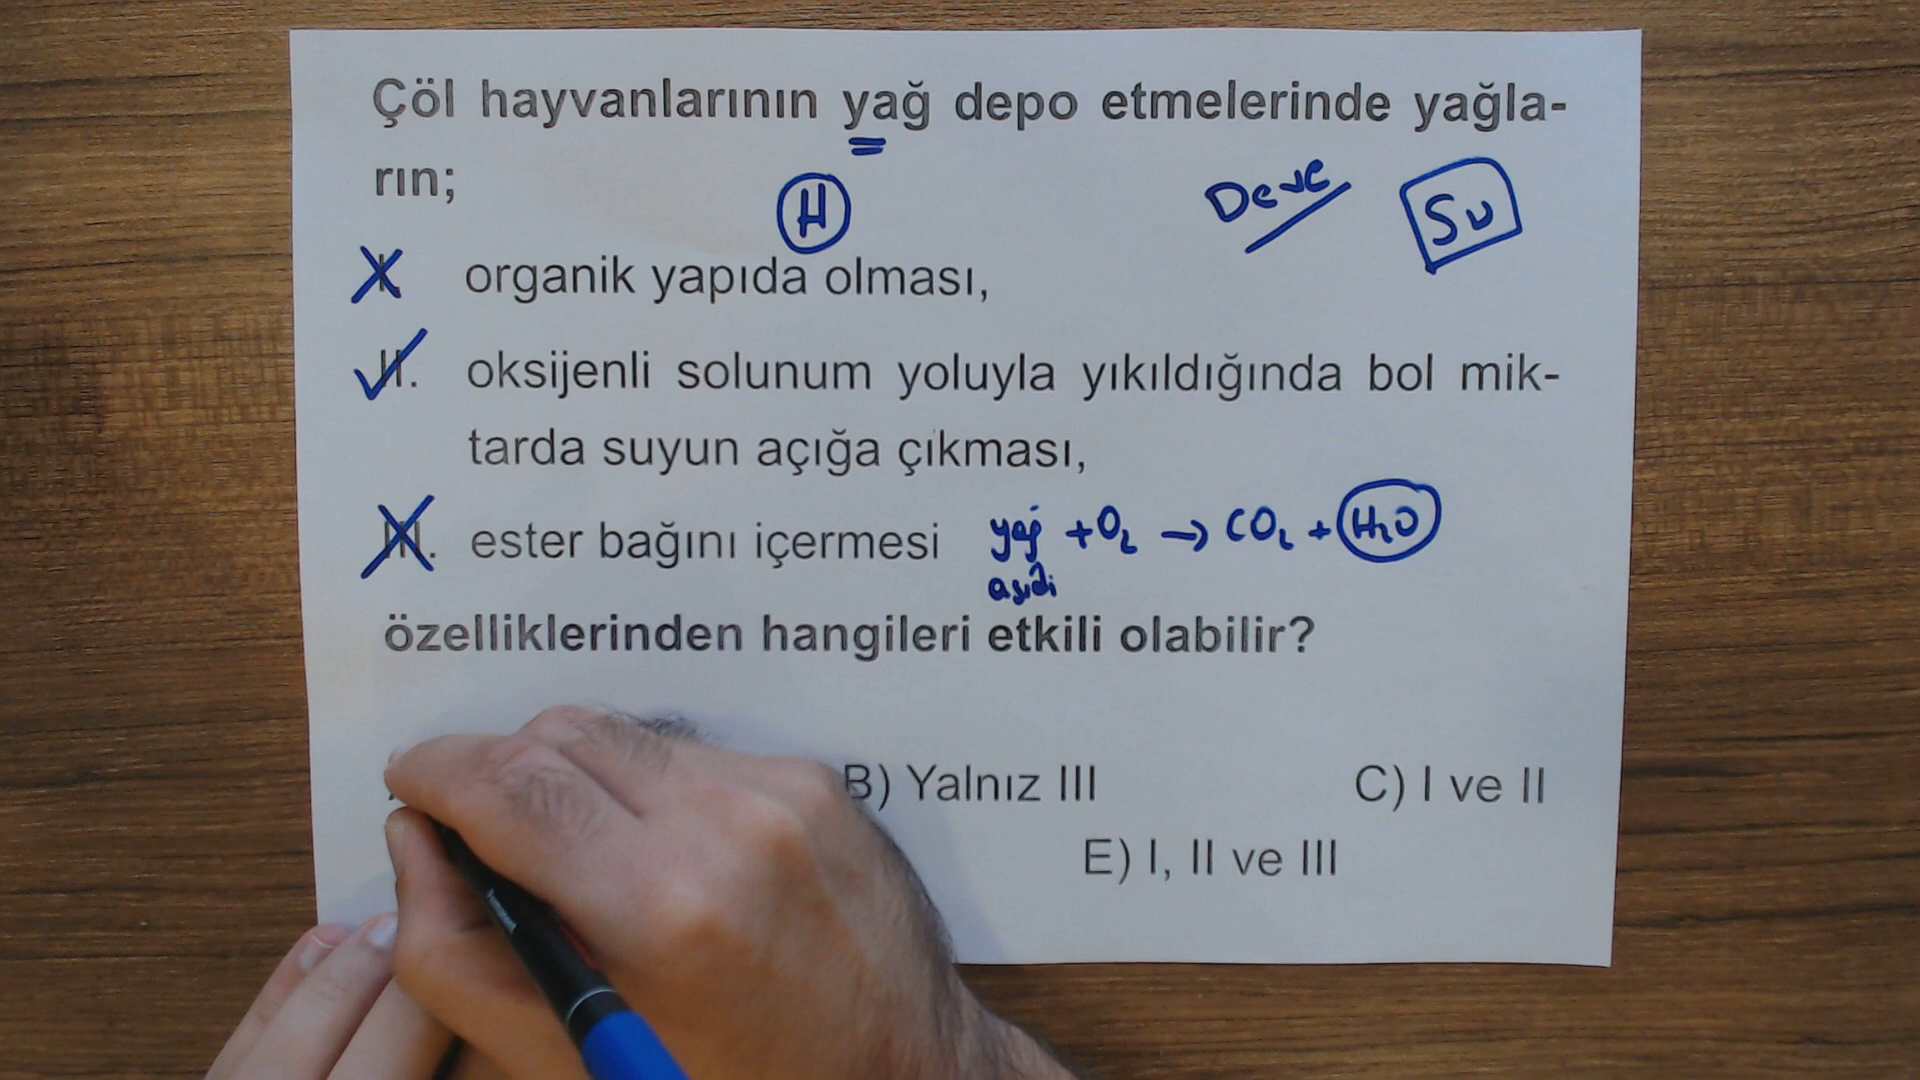 Çöl hayvanlarının yağ depo etmelerinde yağla-
rın;
H
Deve
Su
I. organik yapıda olması,
II. oksijenli solunum yoluyla yıkıldığında bol mik-
tarda suyun açığa çıkması,
III. ester bağını içermesi
yağ + O2 → CO2 + H2O
asidi
özelliklerinden hangileri etkili olabilir?
B) Yalnız III C) I ve II
E) I, II ve III